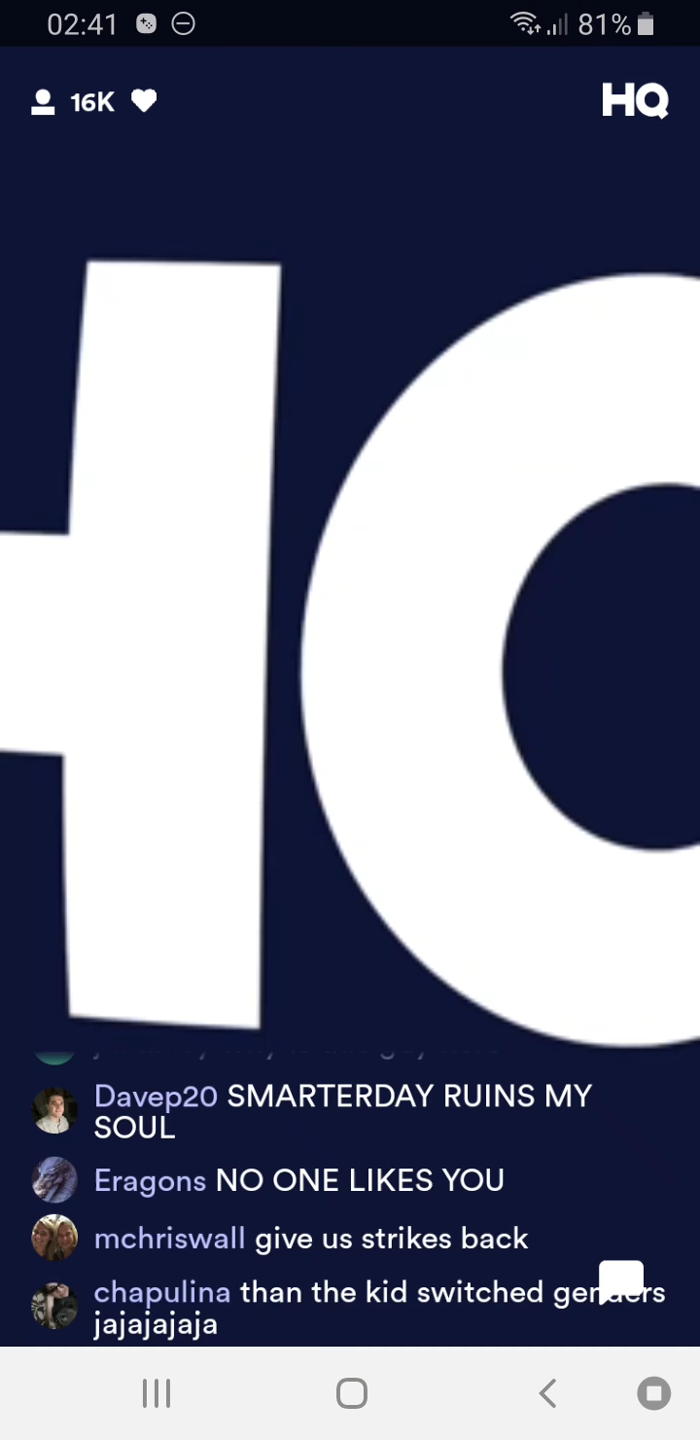 02:41 81%
16K HQ
HQ
Davep20 SMARTERDAY RUINS MY
SOUL
Eragons NO ONE LIKES YOU
mchriswall give us strikes back
chapulina than the kid switched genders
jajajajaja